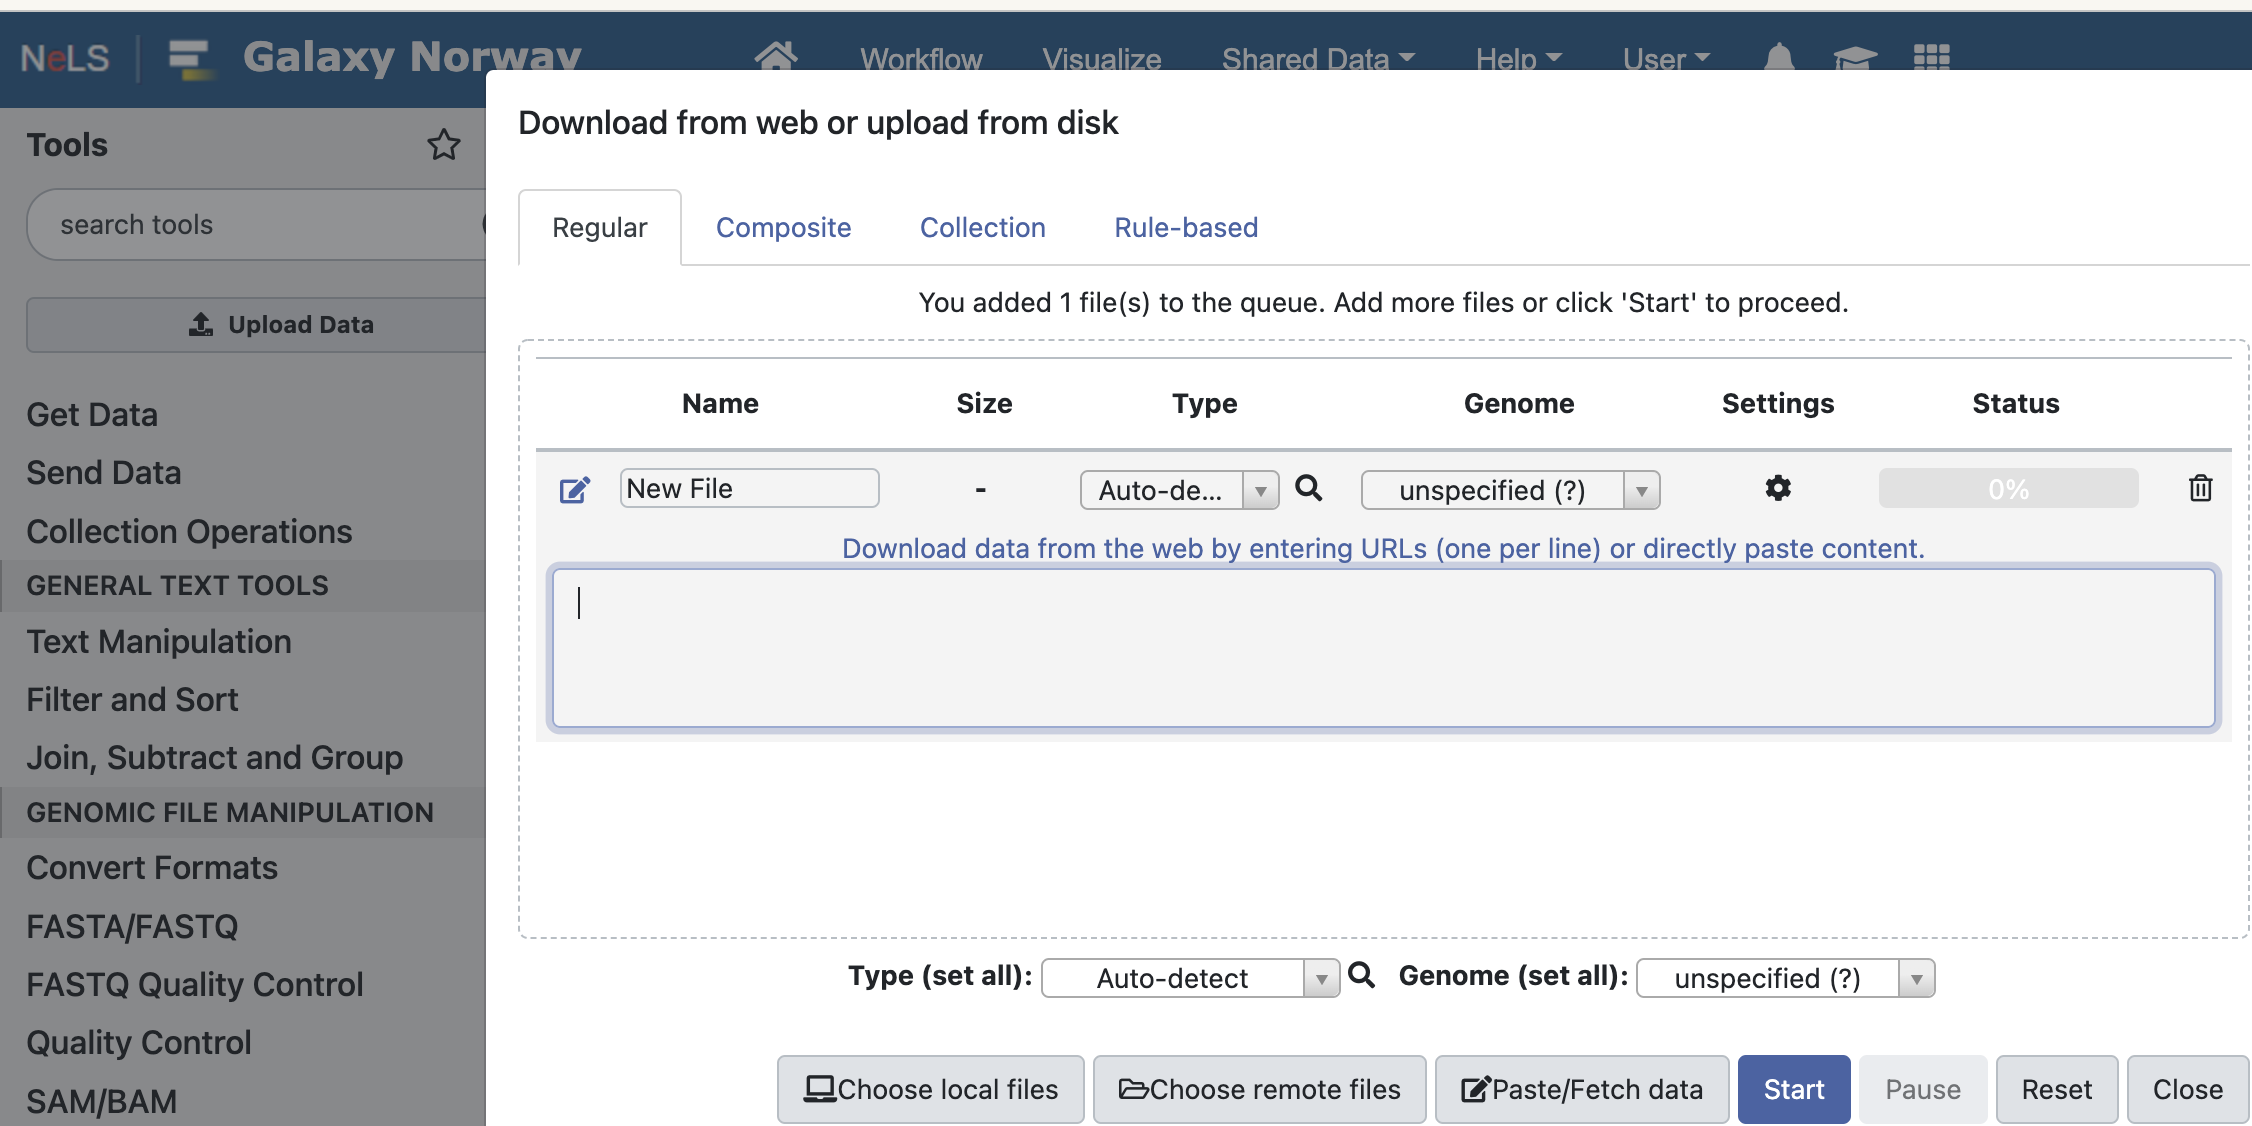 NeLS Galaxy Norway Workflow Visualize Shared Data Help User
Tools
search tools
Upload Data
Get Data
Send Data
Collection Operations
GENERAL TEXT TOOLS
Text Manipulation
Filter and Sort
Join, Subtract and Group
GENOMIC FILE MANIPULATION
Convert Formats
FASTA/FASTQ
FASTQ Quality Control
Quality Control
SAM/BAM
Download from web or upload from disk
Regular Composite Collection Rule-based
You added 1 file(s) to the queue. Add more files or click 'Start' to proceed.
Name Size Type Genome Settings Status
New File - Auto-de... unspecified (?) 0%
Download data from the web by entering URLs (one per line) or directly paste content.
Type (set all): Auto-detect Genome (set all): unspecified (?)
Choose local files Choose remote files Paste/Fetch data Start Pause Reset Close